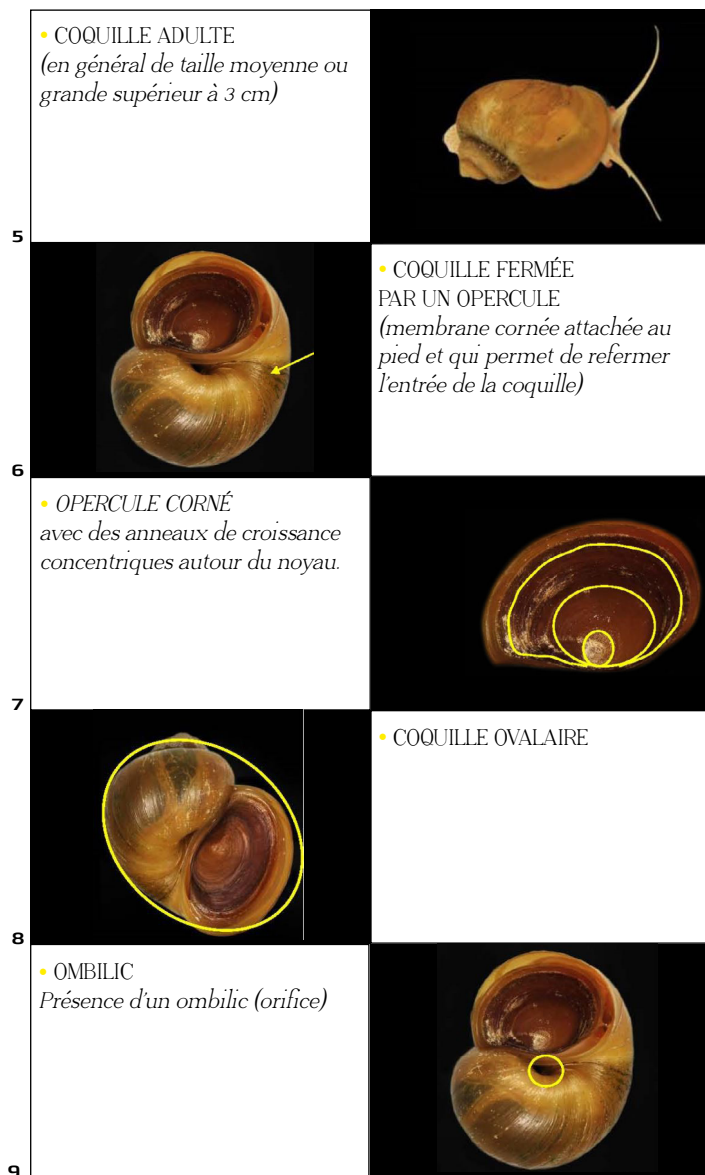 • COQUILLE ADULTE
(en général de taille moyenne ou
grande supérieur à 3 cm)
5
• COQUILLE FERMÉE
PAR UN OPERCULE
(membrane cornée attachée au
pied et qui permet de refermer
l'entrée de la coquille)
6
• OPERCULE CORNÉ
avec des anneaux de croissance
concentriques autour du noyau.
7
• COQUILLE OVALAIRE
8
• OMBILIC
Présence d'un ombilic (orifice)
9